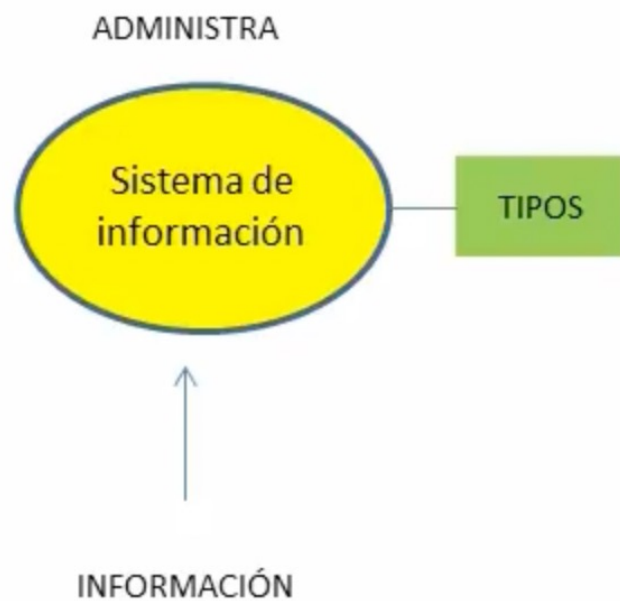 ADMINISTRA
Sistema de
información
TIPOS
INFORMACIÓN